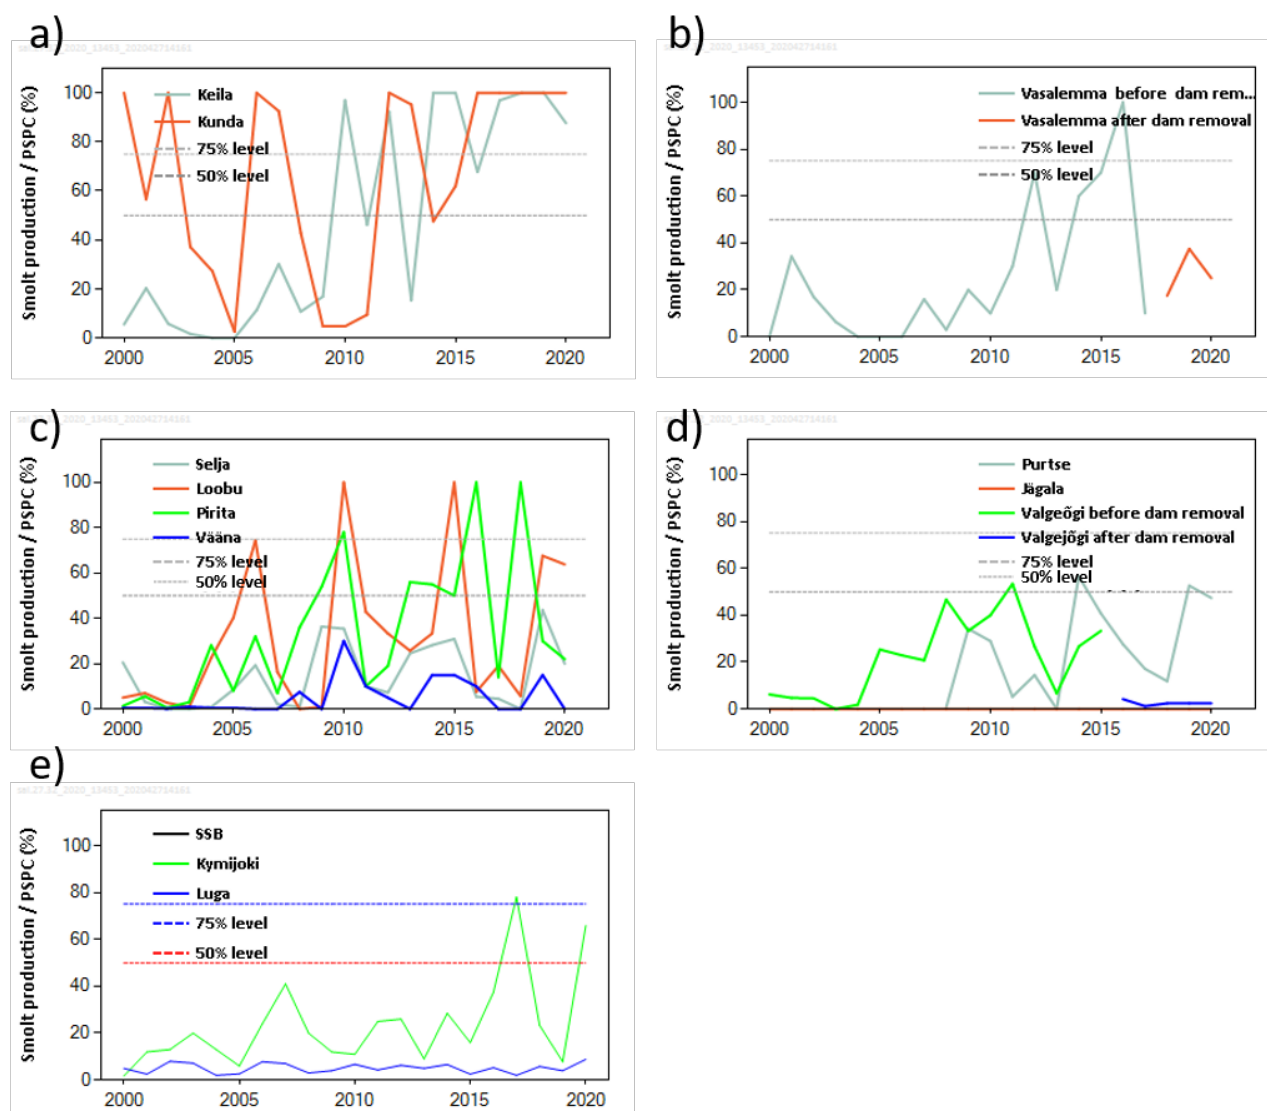 a)
Smolt production / PSPC (%)
100
80
60
40
20
0
Keila
Kunda
75% level
50% level
2000 2005 2010 2015 2020
b)
2020_13453_202042714161
Smolt production / PSPC (%)
100
80
60
40
20
0
Vasalemma before dam rem...
Vasalemma after dam removal
75% level
50% level
2000 2005 2010 2015 2020
c)
2020_13453_202042714161
Smolt production / PSPC (%)
100
80
60
40
20
0
Selja
Loobu
Pirita
Vääna
75% level
50% level
2000 2005 2010 2015 2020
d)
2020_13453_202042714161
Smolt production / PSPC (%)
100
80
60
40
20
0
Purtse
Jägala
Valgeõgi before dam removal
Valgejõgi after dam removal
75% level
50% level
2000 2005 2010 2015 2020
e)
2020_13453_202042714161
Smolt production / PSPC (%)
100
80
60
40
20
0
SSB
Kymijoki
Luga
75% level
50% level
2000 2005 2010 2015 2020